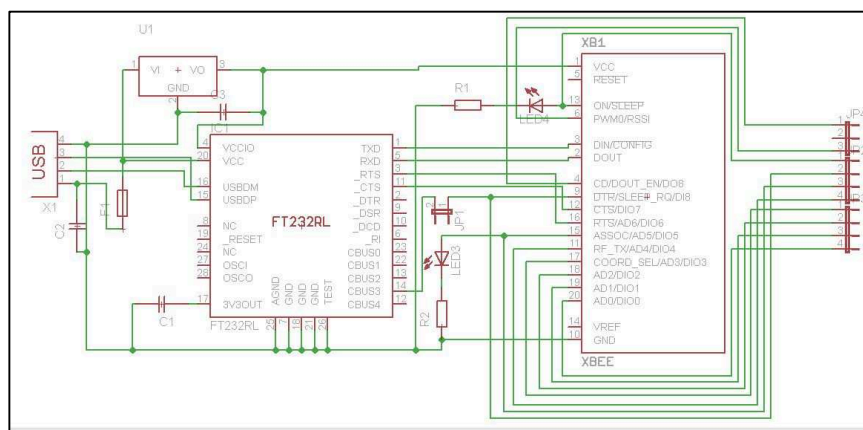 U1
1 VI + VO 3
GND
2
C3
IC1
USB
4
3
2
1
X1
C2
F1
C1
4 VCCIO
20 VCC
16 USBDM
15 USBDP
8 NC
19 _RESET
24 NC
27 OSCI
28 OSCO
17 3V3OUT
FT232RL
FT232RL
TXD 1
RXD 5
_RTS 3
_CTS 11
_DTR 2
_DSR 9
_DCD 10
_RI 6
CBUS0 23
CBUS1 22
CBUS2 13
CBUS3 14
CBUS4 12
AGND GND GND GND TEST
25 7 18 21 26
R1
LED4
2 1
JP1
LED3
R2
XB1
1 VCC
5 RESET
13 ON/SLEEP
6 PWM0/RSSI
3 DIN/CONFIG
2 DOUT
4 CD/DOUT_EN/DO8
9 DTR/SLEEP_RQ/DI8
12 CTS/DIO7
16 RTS/AD6/DIO6
15 ASSOC/AD5/DIO5
11 RF_TX/AD4/DIO4
17 COORD_SEL/AD3/DIO3
18 AD2/DIO2
19 AD1/DIO1
20 AD0/DIO0
14 VREF
10 GND
XBEE
JP4
1
2
3
JP2
1
2
3
4
1
2
3
4